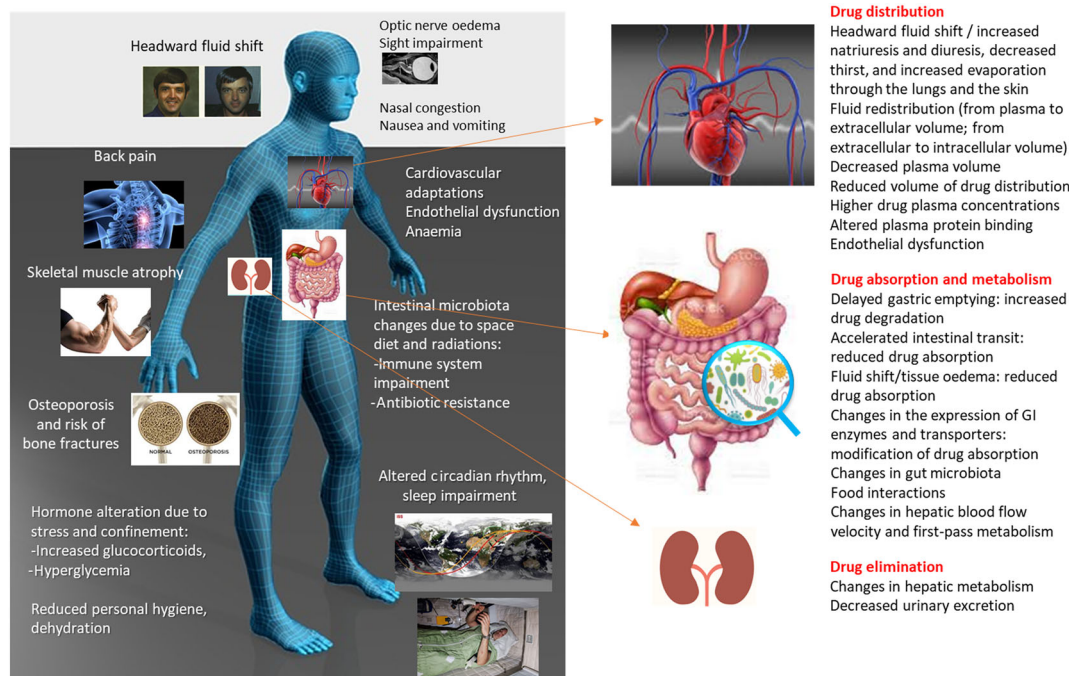 Headward fluid shift
Optic nerve oedema
Sight impairment
Nasal congestion
Nausea and vomiting
Back pain
Cardiovascular
adaptations
Endothelial dysfunction
Anaemia
Skeletal muscle atrophy
Intestinal microbiota
changes due to space
diet and radiations:
-Immune system
impairment
-Antibiotic resistance
Osteoporosis
and risk of
bone fractures
NORMAL
OSTEOPOROSIS
Altered circadian rhythm,
sleep impairment
Hormone alteration due to
stress and confinement:
-Increased glucocorticoids,
-Hyperglycemia
Reduced personal hygiene,
dehydration
Drug distribution
Headward fluid shift / increased
natriuresis and diuresis, decreased
thirst, and increased evaporation
through the lungs and the skin
Fluid redistribution (from plasma to
extracellular volume; from
extracellular to intracellular volume)
Decreased plasma volume
Reduced volume of drug distribution
Higher drug plasma concentrations
Altered plasma protein binding
Endothelial dysfunction
Drug absorption and metabolism
Delayed gastric emptying: increased
drug degradation
Accelerated intestinal transit:
reduced drug absorption
Fluid shift/tissue oedema: reduced
drug absorption
Changes in the expression of GI
enzymes and transporters:
modification of drug absorption
Changes in gut microbiota
Food interactions
Changes in hepatic blood flow
velocity and first-pass metabolism
Drug elimination
Changes in hepatic metabolism
Decreased urinary excretion